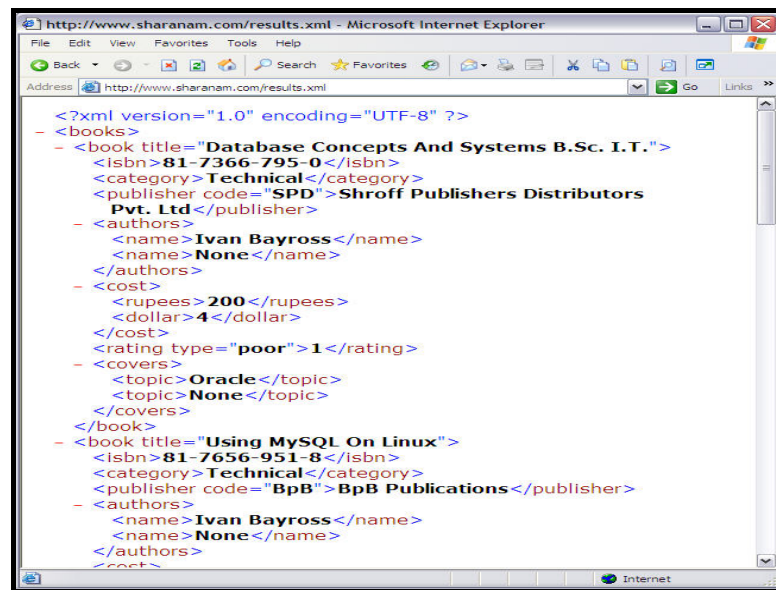 http://www.sharanam.com/results.xml - Microsoft Internet Explorer
File Edit View Favorites Tools Help
Back Search Favorites
Address http://www.sharanam.com/results.xml Go Links »
<?xml version="1.0" encoding="UTF-8" ?>
- <books>
- <book title="Database Concepts And Systems B.Sc. I.T.">
<isbn>81-7366-795-0</isbn>
<category>Technical</category>
<publisher code="SPD">Shroff Publishers Distributors
Pvt. Ltd</publisher>
- <authors>
<name>Ivan Bayross</name>
<name>None</name>
</authors>
- <cost>
<rupees>200</rupees>
<dollar>4</dollar>
</cost>
<rating type="poor">1</rating>
- <covers>
<topic>Oracle</topic>
<topic>None</topic>
</covers>
</book>
- <book title="Using MySQL On Linux">
<isbn>81-7656-951-8</isbn>
<category>Technical</category>
<publisher code="BpB">BpB Publications</publisher>
- <authors>
<name>Ivan Bayross</name>
<name>None</name>
</authors>
- <cost>
Internet